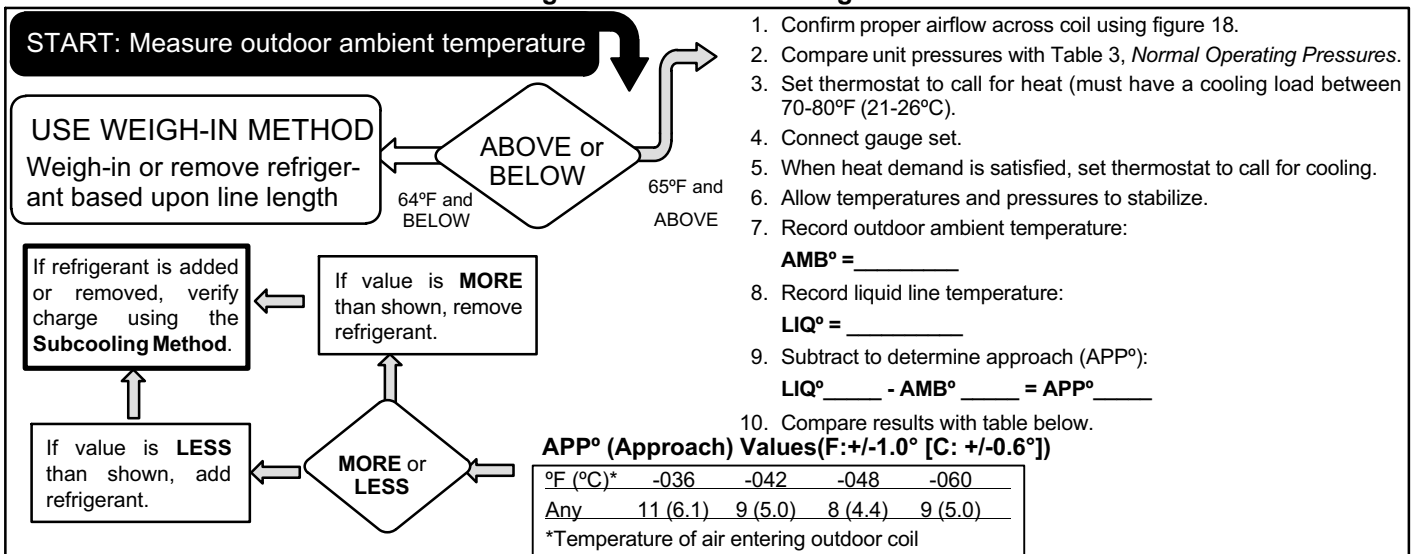 START: Measure outdoor ambient temperature
USE WEIGH-IN METHOD
Weigh-in or remove refriger-
ant based upon line length
ABOVE or
BELOW
64ºF and
BELOW
65ºF and
ABOVE
1. Confirm proper airflow across coil using figure 18.
2. Compare unit pressures with Table 3, Normal Operating Pressures.
3. Set thermostat to call for heat (must have a cooling load between
70-80ºF (21-26ºC).
4. Connect gauge set.
5. When heat demand is satisfied, set thermostat to call for cooling.
6. Allow temperatures and pressures to stabilize.
7. Record outdoor ambient temperature:
AMBº =_________
8. Record liquid line temperature:
LIQº = __________
9. Subtract to determine approach (APPº):
LIQº_____ - AMBº _____ = APPº_____
10. Compare results with table below.
If refrigerant is added
or removed, verify
charge using the
Subcooling Method.
If value is MORE
than shown, remove
refrigerant.
If value is LESS
than shown, add
refrigerant.
MORE or
LESS
APPº (Approach) Values(F:+/-1.0° [C: +/-0.6°])
ºF (ºC)* -036 -042 -048 -060
Any 11 (6.1) 9 (5.0) 8 (4.4) 9 (5.0)
*Temperature of air entering outdoor coil